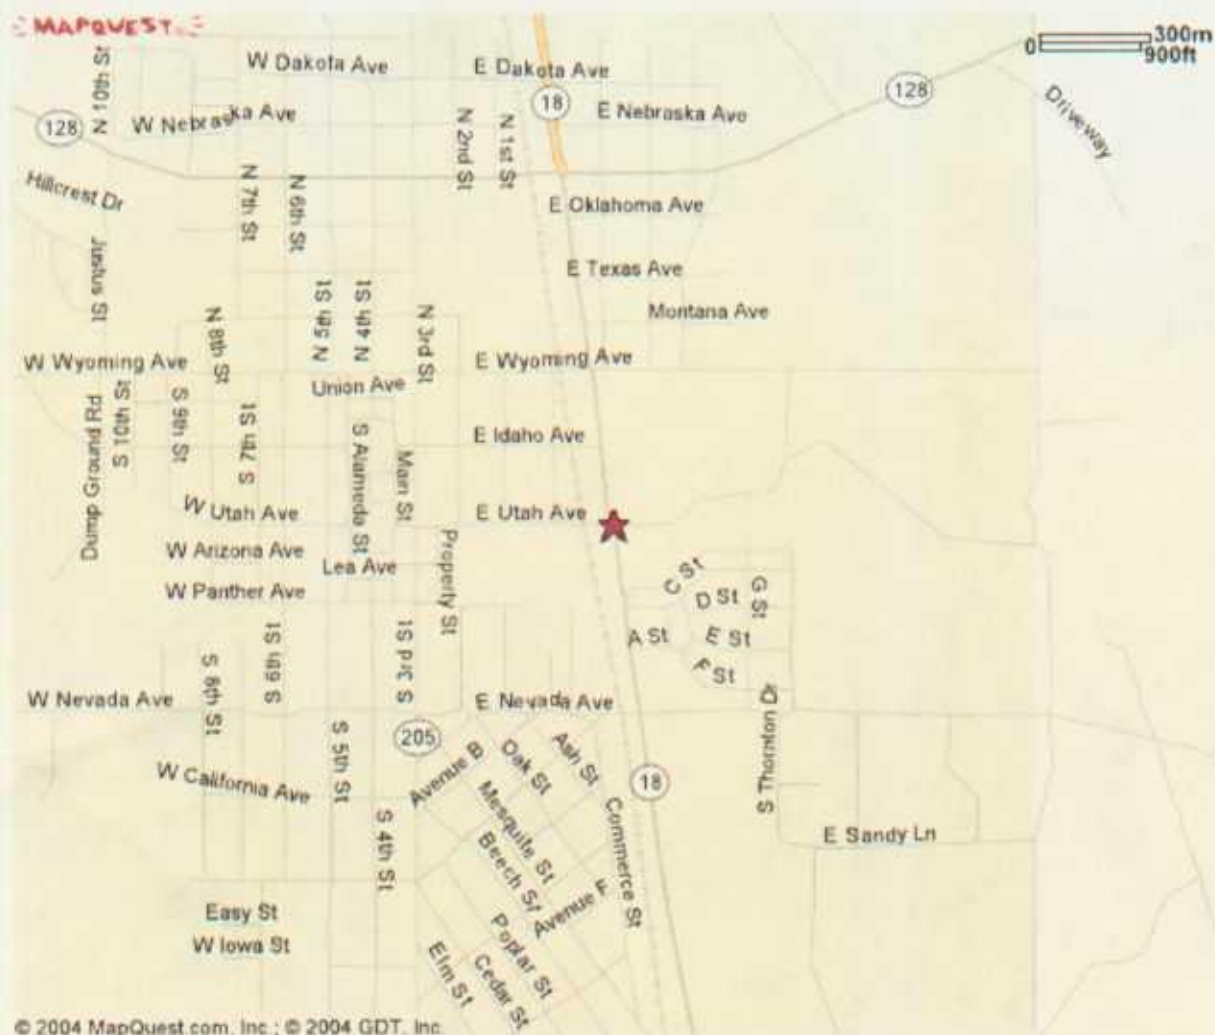 MAPQUEST
300m
0
900ft
N 10th St
W Dakota Ave
E Dakota Ave
18
128
Driveway
W Nebraska Ave
E Nebraska Ave
128
N 2nd St
N 1st St
Hillcrest Dr
N 7th St
N 6th St
E Oklahoma Ave
Justus St
E Texas Ave
N 5th St
N 4th St
N 3rd St
Montana Ave
N 8th St
W Wyoming Ave
E Wyoming Ave
Union Ave
Dump Ground Rd
S 10th St
S 9th St
S 7th St
S Alameda St
Main St
E Idaho Ave
W Utah Ave
E Utah Ave
W Arizona Ave
Lea Ave
Property St
C St
G St
W Panther Ave
D St
A St
E St
S 6th St
S 3rd St
F St
S 8th St
W Nevada Ave
E Nevada Ave
S Thornton Dr
205
S 5th St
Avenue B
Oak St
Ash St
18
W California Ave
Mesquite St
Commerce St
S 4th St
Beech St
E Sandy Ln
Avenue F
Easy St
W Iowa St
Poplar St
Elm St
Cedar St
© 2004 MapQuest.com, Inc.; © 2004 GDT, Inc.